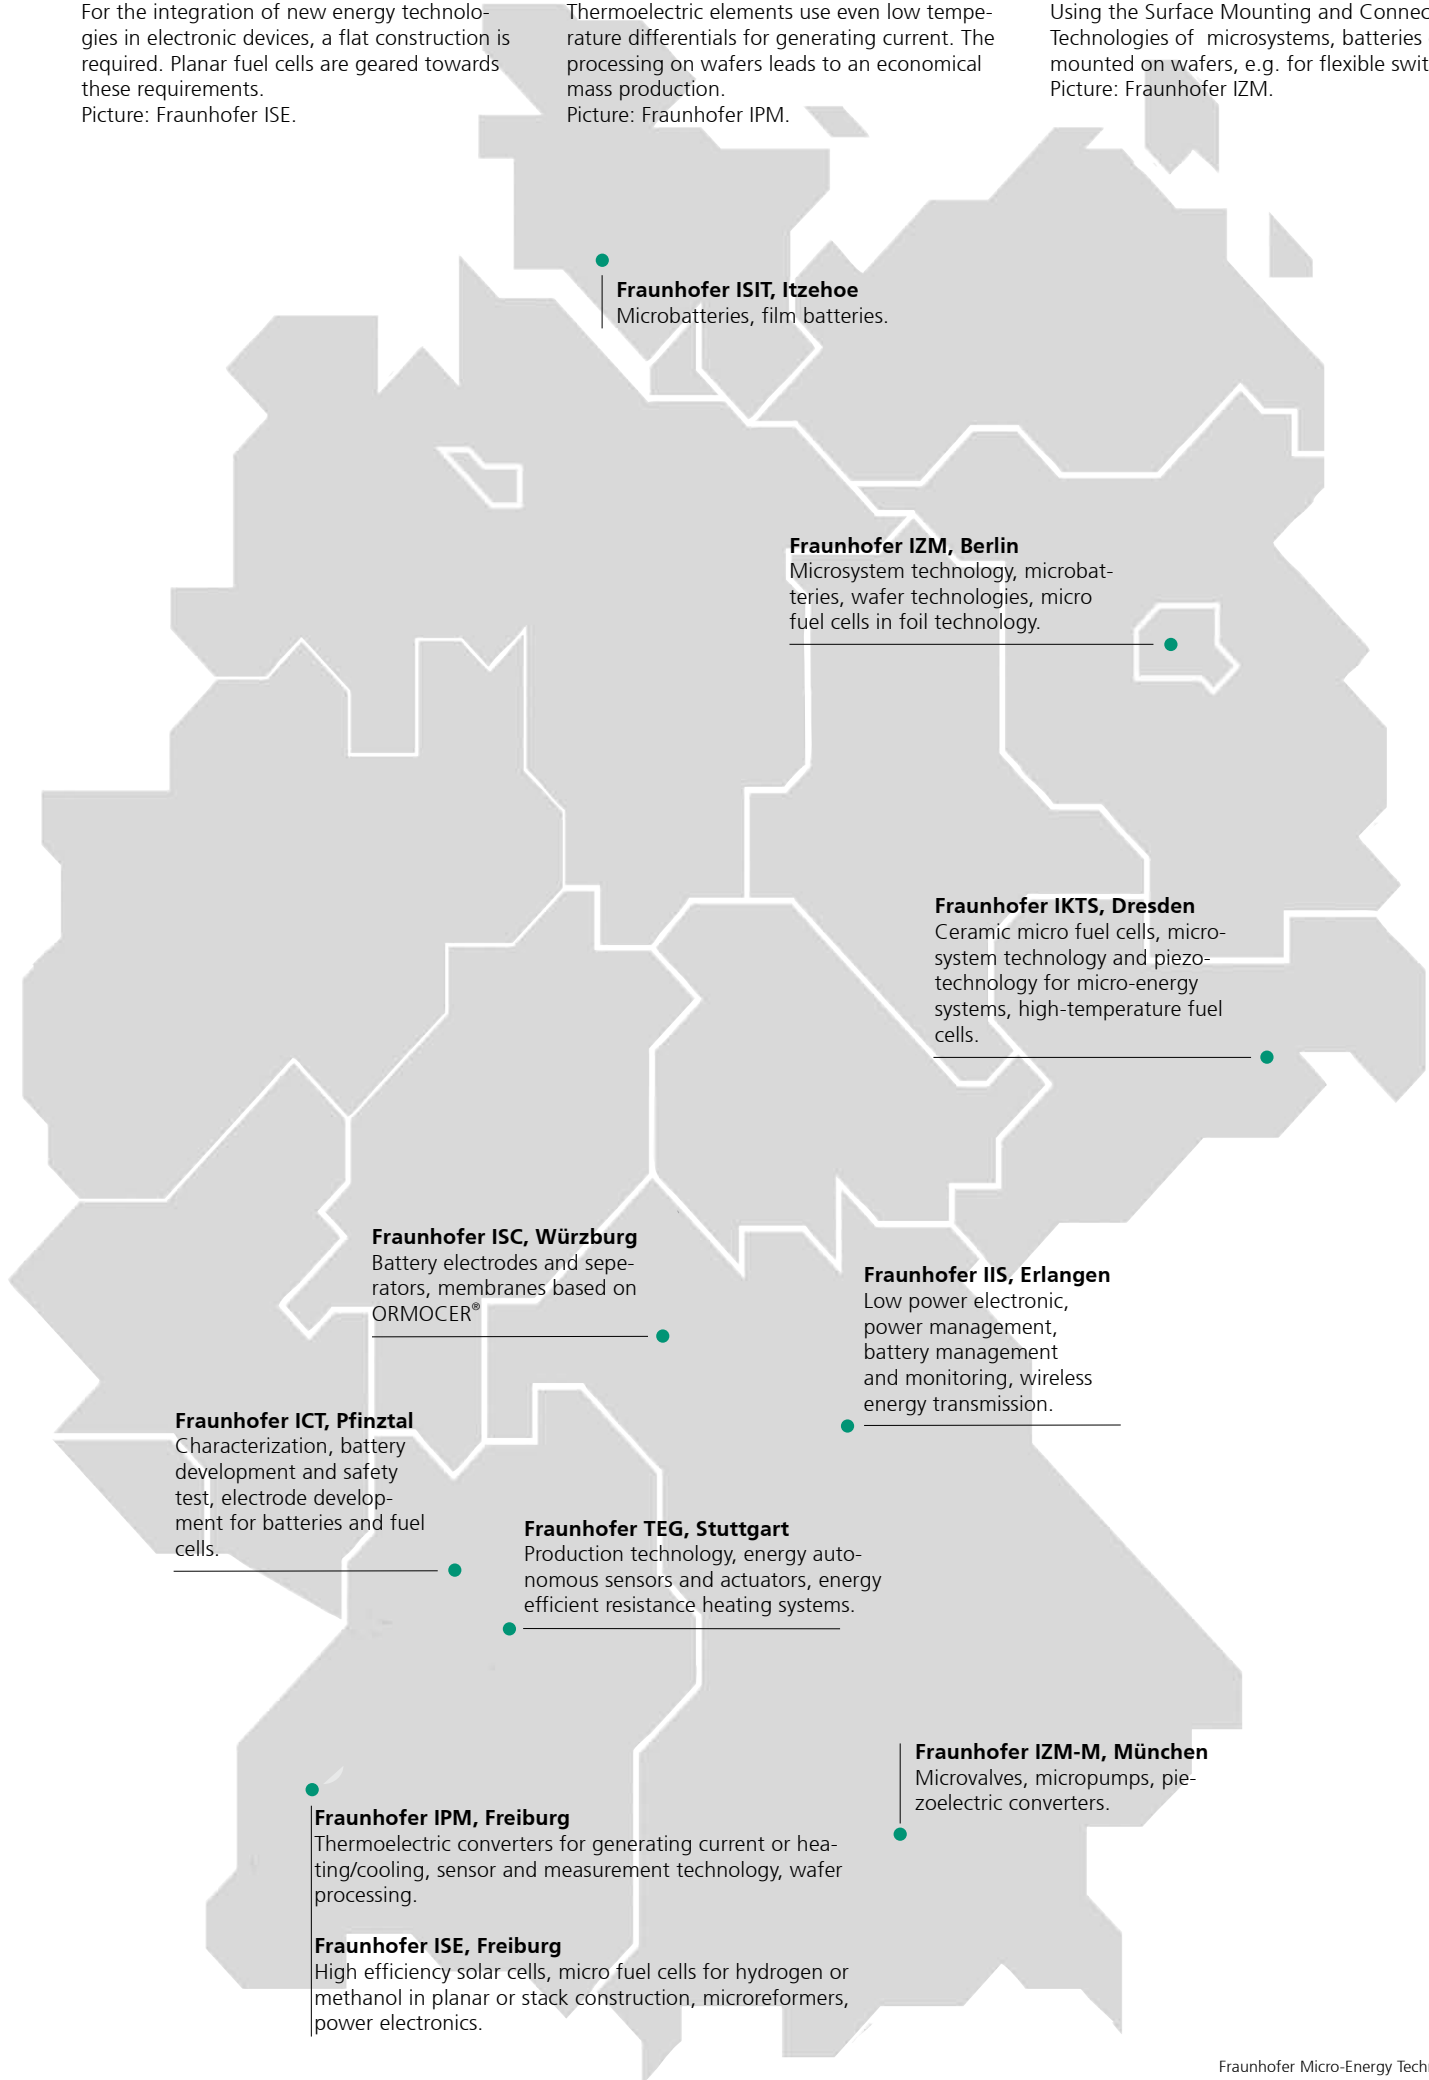 For the integration of new energy technolo-
gies in electronic devices, a flat construction is
required. Planar fuel cells are geared towards
these requirements.
Picture: Fraunhofer ISE.
Thermoelectric elements use even low tempe-
rature differentials for generating current. The
processing on wafers leads to an economical
mass production.
Picture: Fraunhofer IPM.
Using the Surface Mounting and
Technologies of microsystems, batteries
mounted on wafers, e.g. for flexible
Picture: Fraunhofer IZM.
Fraunhofer ISIT, Itzehoe
Microbatteries, film batteries.
Fraunhofer IZM, Berlin
Microsystem technology, microbat-
teries, wafer technologies, micro
fuel cells in foil technology.
Fraunhofer IKTS, Dresden
Ceramic micro fuel cells, micro-
system technology and piezo-
technology for micro-energy
systems, high-temperature fuel
cells.
Fraunhofer ISC, Würzburg
Battery electrodes and sepe-
rators, membranes based on
ORMOCER®
Fraunhofer IIS, Erlangen
Low power electronic,
power management,
battery management
and monitoring, wireless
energy transmission.
Fraunhofer ICT, Pfinztal
Characterization, battery
development and safety
test, electrode develop-
ment for batteries and fuel
cells.
Fraunhofer TEG, Stuttgart
Production technology, energy auto-
nomous sensors and actuators, energy
efficient resistance heating systems.
Fraunhofer IZM-M, München
Microvalves, micropumps, pie-
zoelectric converters.
Fraunhofer IPM, Freiburg
Thermoelectric converters for generating current or hea-
ting/cooling, sensor and measurement technology, wafer
processing.
Fraunhofer ISE, Freiburg
High efficiency solar cells, micro fuel cells for hydrogen or
methanol in planar or stack construction, microreformers,
power electronics.
Fraunhofer Micro-Energy